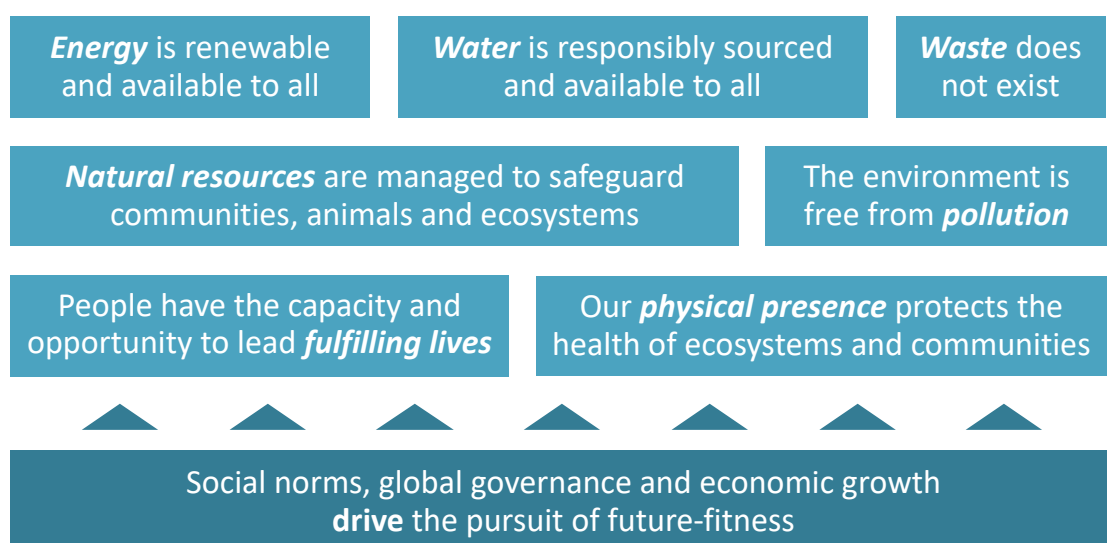 Energy is renewable
and available to all
Water is responsibly sourced
and available to all
Waste does
not exist
Natural resources are managed to safeguard
communities, animals and ecosystems
The environment is
free from pollution
People have the capacity and
opportunity to lead fulfilling lives
Our physical presence protects the
health of ecosystems and communities
Social norms, global governance and economic growth
drive the pursuit of future-fitness